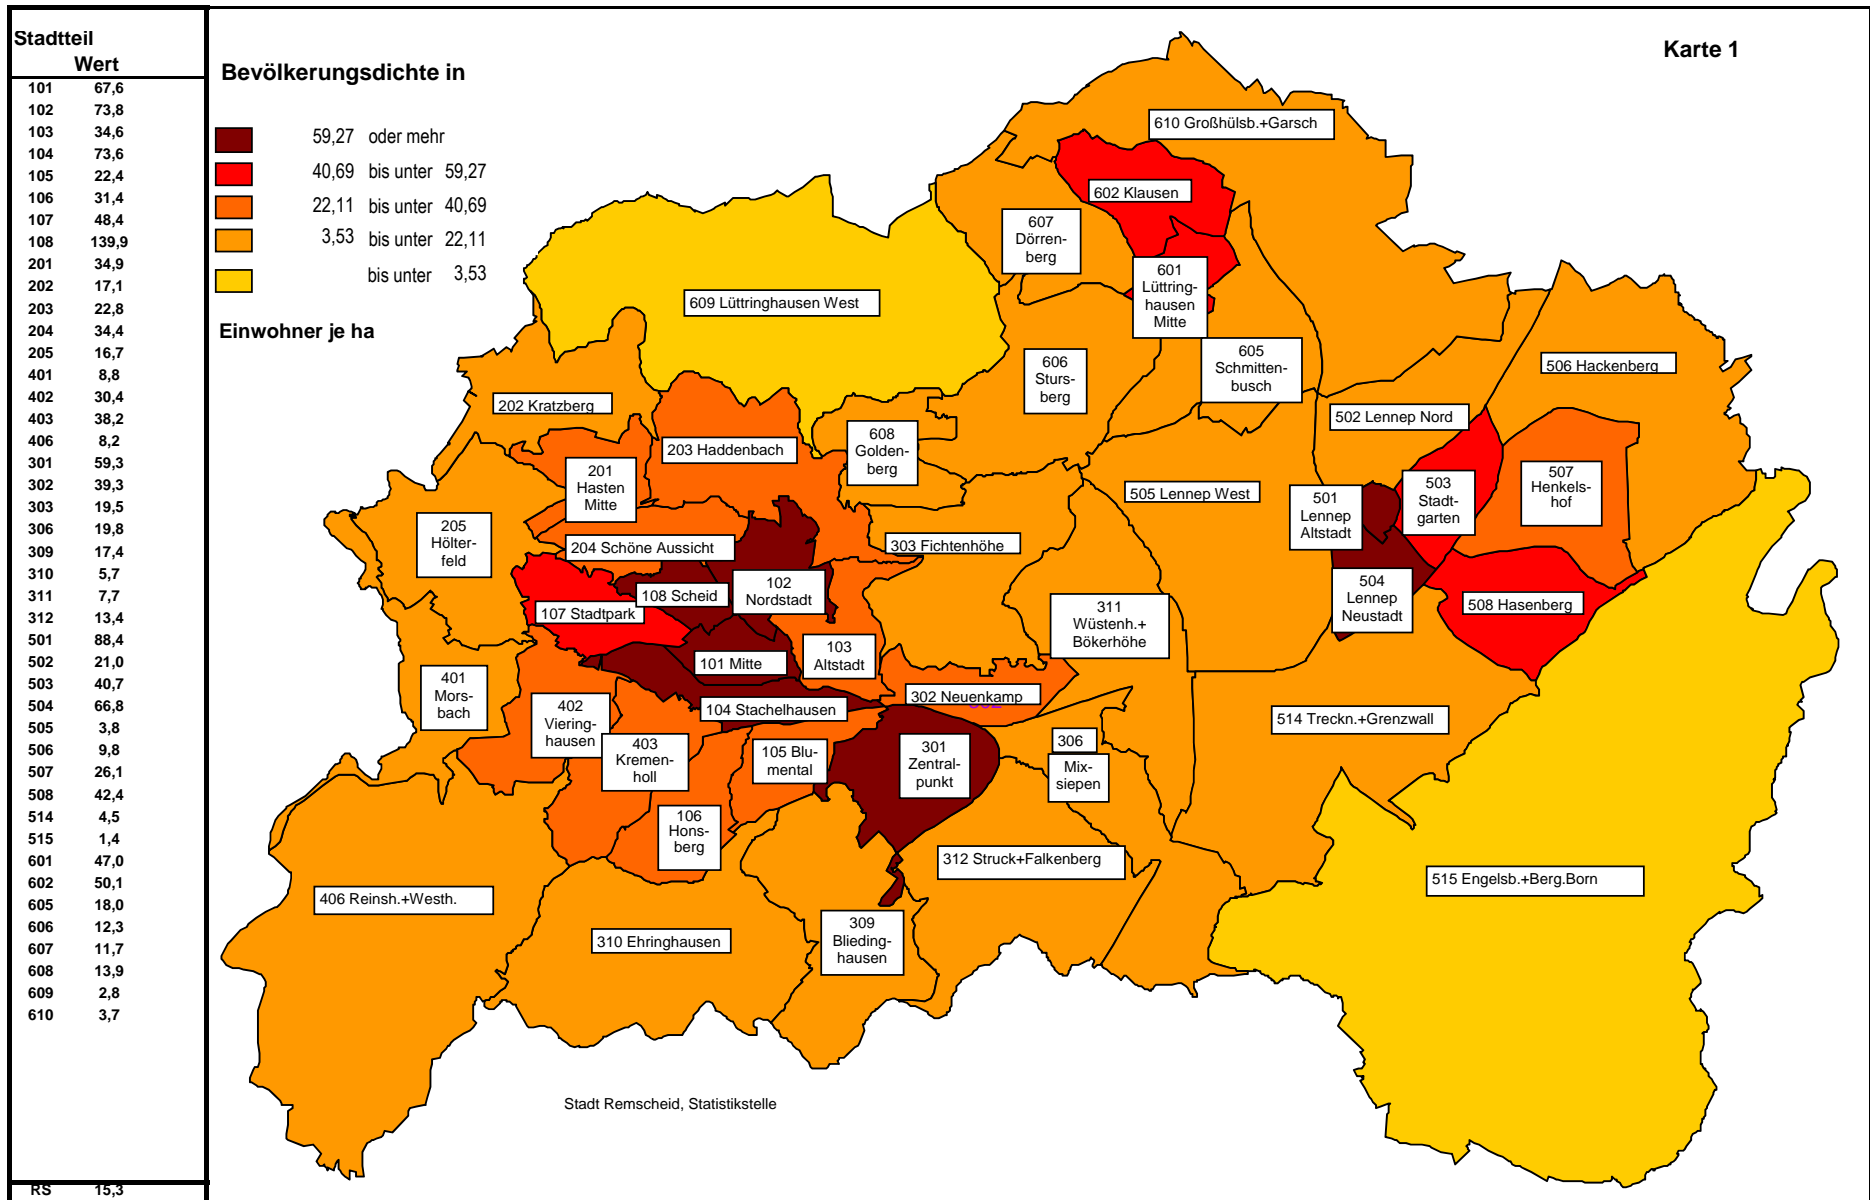 Stadtteil
Wert
101 67,6
102 73,8
103 34,6
104 73,6
105 22,4
106 31,4
107 48,4
108 139,9
201 34,9
202 17,1
203 22,8
204 34,4
205 16,7
401 8,8
402 30,4
403 38,2
406 8,2
301 59,3
302 39,3
303 19,5
306 19,8
309 17,4
310 5,7
311 7,7
312 13,4
501 88,4
502 21,0
503 40,7
504 66,8
505 3,8
506 9,8
507 26,1
508 42,4
514 4,5
515 1,4
601 47,0
602 50,1
605 18,0
606 12,3
607 11,7
608 13,9
609 2,8
610 3,7
RS 15,3
Karte 1
Bevölkerungsdichte in
59,27 oder mehr
40,69 bis unter 59,27
22,11 bis unter 40,69
3,53 bis unter 22,11
bis unter 3,53
Einwohner je ha
610 Großhülsb.+Garsch
602 Klausen
607
Dörren-
berg
601
Lüttring-
hausen
Mitte
609 Lüttringhausen West
606
Sturs-
berg
605
Schmitten-
busch
506 Hackenberg
202 Kratzberg
502 Lennep Nord
203 Haddenbach
608
Golden-
berg
201
Hasten
Mitte
505 Lennep West
501
Lennep
Altstadt
503
Stadt-
garten
507
Henkels-
hof
205
Hölter-
feld
204 Schöne Aussicht
303 Fichtenhöhe
102
Nordstadt
108 Scheid
107 Stadtpark
504
Lennep
Neustadt
508 Hasenberg
311
Wüstenh.+
Bökerhöhe
103
Altstadt
101 Mitte
401
Mors-
bach
302 Neuenkamp
402
Viering-
hausen
104 Stachelhausen
514 Treckn.+Grenzwall
403
Kremen-
holl
105 Blu-
mental
301
Zentral-
punkt
306
Mix-
siepen
106
Hons-
berg
312 Struck+Falkenberg
515 Engelsb.+Berg.Born
406 Reinsh.+Westh.
310 Ehringhausen
309
Blieding-
hausen
Stadt Remscheid, Statistikstelle